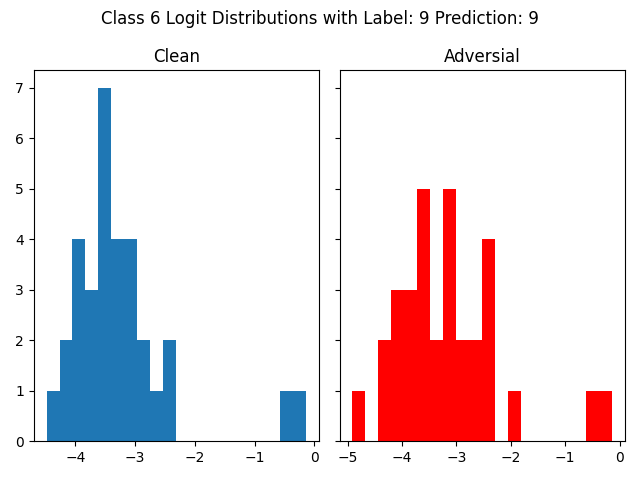 Class 6 Logit Distributions with Label: 9 Prediction: 9
Clean
Adversial
7
6
5
4
3
2
1
0
−4 −3 −2 −1 0
−5 −4 −3 −2 −1 0